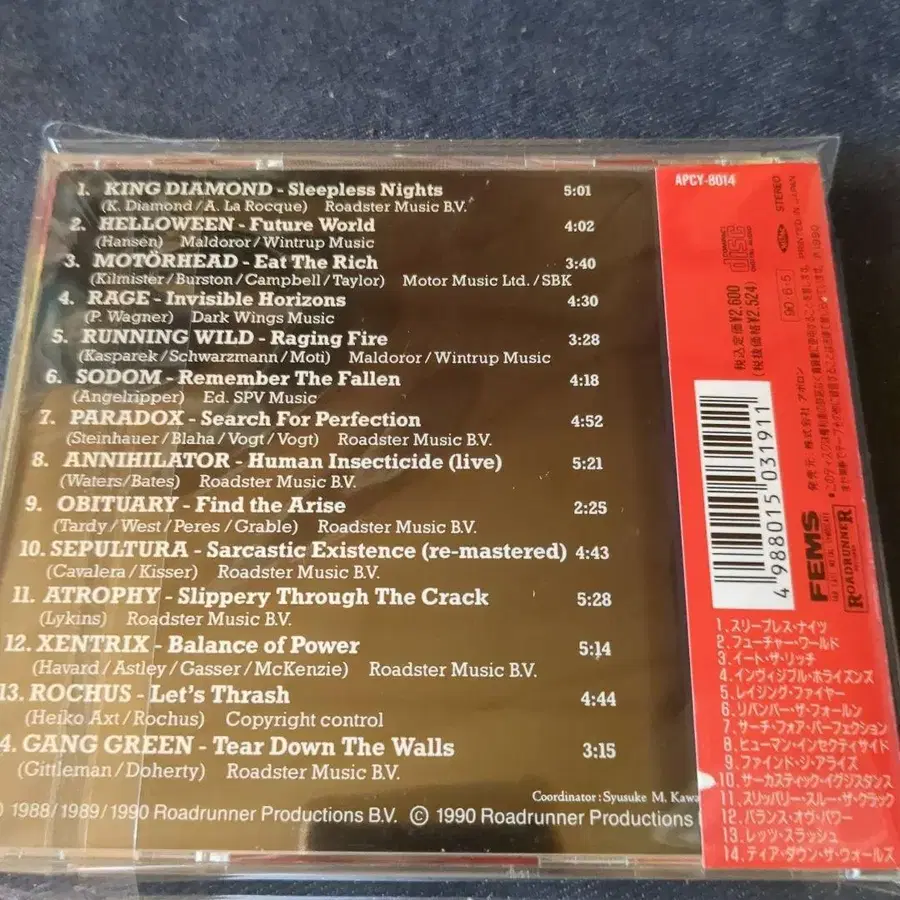 1. KING DIAMOND - Sleepless Nights 5:01
(K. Diamond/A. La Rocque) Roadster Music B.V.
2. HELLOWEEN - Future World 4:02
(Hansen) Maldoror/Wintrup Music
3. MOTÖRHEAD - Eat The Rich 3:40
(Kilmister/Burston/Campbell/Taylor) Motor Music Ltd./SBK
4. RAGE - Invisible Horizons 4:30
(P. Wagner) Dark Wings Music
5. RUNNING WILD - Raging Fire 3:28
(Kasparek/Schwarzmann/Moti) Maldoror/Wintrup Music
6. SODOM - Remember The Fallen 4:18
(Angelripper) Ed. SPV Music
7. PARADOX - Search For Perfection 4:52
(Steinhauer/Blaha/Vogt/Vogt) Roadster Music B.V.
8. ANNIHILATOR - Human Insecticide (live) 5:21
(Waters/Bates) Roadster Music B.V.
9. OBITUARY - Find the Arise 2:25
(Tardy/West/Peres/Grable) Roadster Music B.V.
10. SEPULTURA - Sarcastic Existence (re-mastered) 4:43
(Cavalera/Kisser) Roadster Music B.V.
11. ATROPHY - Slippery Through The Crack 5:28
(Lykins) Roadster Music B.V.
12. XENTRIX - Balance of Power 5:14
(Havard/Astley/Gasser/McKenzie) Roadster Music B.V.
13. ROCHUS - Let's Thrash 4:44
(Heiko Axt/Rochus) Copyright control
4. GANG GREEN - Tear Down The Walls 3:15
(Gittleman/Doherty) Roadster Music B.V.
Coordinator: Syusuke M. Kawa
1988/1989/1990 Roadrunner Productions B.V. © 1990 Roadrunner Productions
APCY-8014
STEREO
PRINTED IN JAPAN
COMPACT
disc
DIGITAL AUDIO
90·6·5
税込定価¥2,600
(税抜価格¥2,524)
発売元：株式会社 アポロン
4 988015 031911
FEMS
ROADRUNNER
1. スリープレス・ナイツ
2. フューチャー・ワールド
3. イート・ザ・リッチ
4. インヴィジブル・ホライズンズ
5. レイジング・ファイヤー
6. リバンバー・ザ・フォールン
7. サーチ・フォア・パーフェクション
8. ヒューマン・インセクティサイド
9. ファインド・ジ・アライズ
10. サーカスティック・イグジスタンス
11. スリッパリー・スルー・ザ・クラック
12. バランス・オヴ・パワー
13. レッツ・スラッシュ
14. ティア・ダウン・ザ・ウォールズ